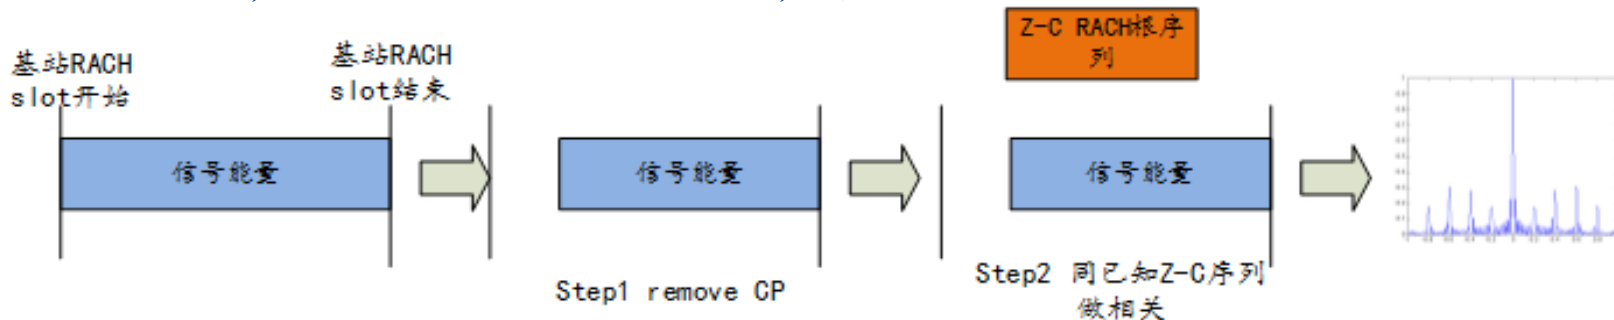 基站RACH
slot开始
基站RACH
slot结束
Z-C RACH根序
列
信号能量
信号能量
信号能量
Step1 remove CP
Step2 同已知Z-C序列
做相关